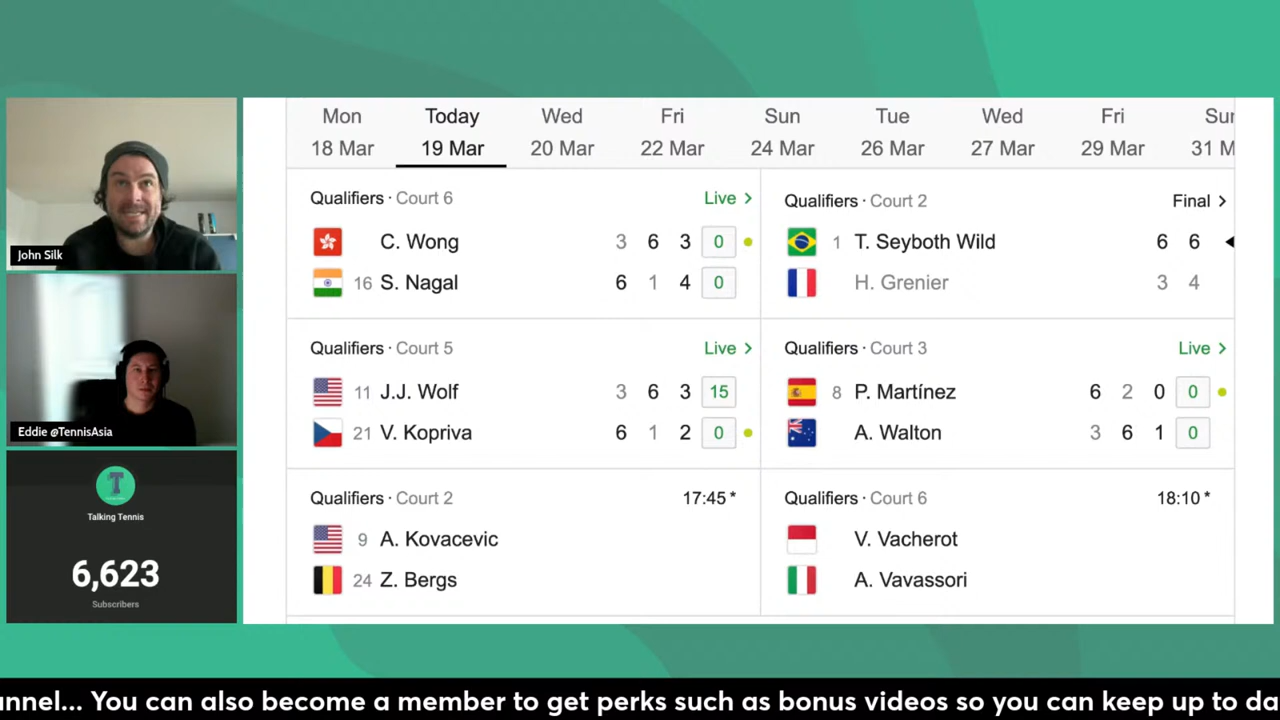 Mon Today Wed Fri Sun Tue Wed Fri Sur
18 Mar 19 Mar 20 Mar 22 Mar 24 Mar 26 Mar 27 Mar 29 Mar 31 M
Qualifiers · Court 6 Live >
C. Wong 3 6 3 0
16 S. Nagal 6 1 4 0
Qualifiers · Court 2 Final >
1 T. Seyboth Wild 6 6
H. Grenier 3 4
Qualifiers · Court 5 Live >
11 J.J. Wolf 3 6 3 15
21 V. Kopriva 6 1 2 0
Qualifiers · Court 3 Live >
8 P. Martínez 6 2 0 0
A. Walton 3 6 1 0
Qualifiers · Court 2 17:45 *
9 A. Kovacevic
24 Z. Bergs
Qualifiers · Court 6 18:10 *
V. Vacherot
A. Vavassori
John Silk
Eddie @TennisAsia
T
Talking Tennis
6,623
Subscribers
annel... You can also become a member to get perks such as bonus videos so you can keep up to da